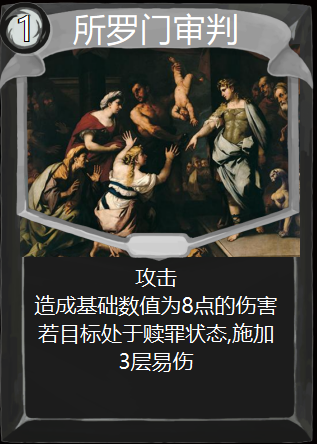 1
所罗门审判
攻击
造成基础数值为8点的伤害
若目标处于赎罪状态,施加
3层易伤